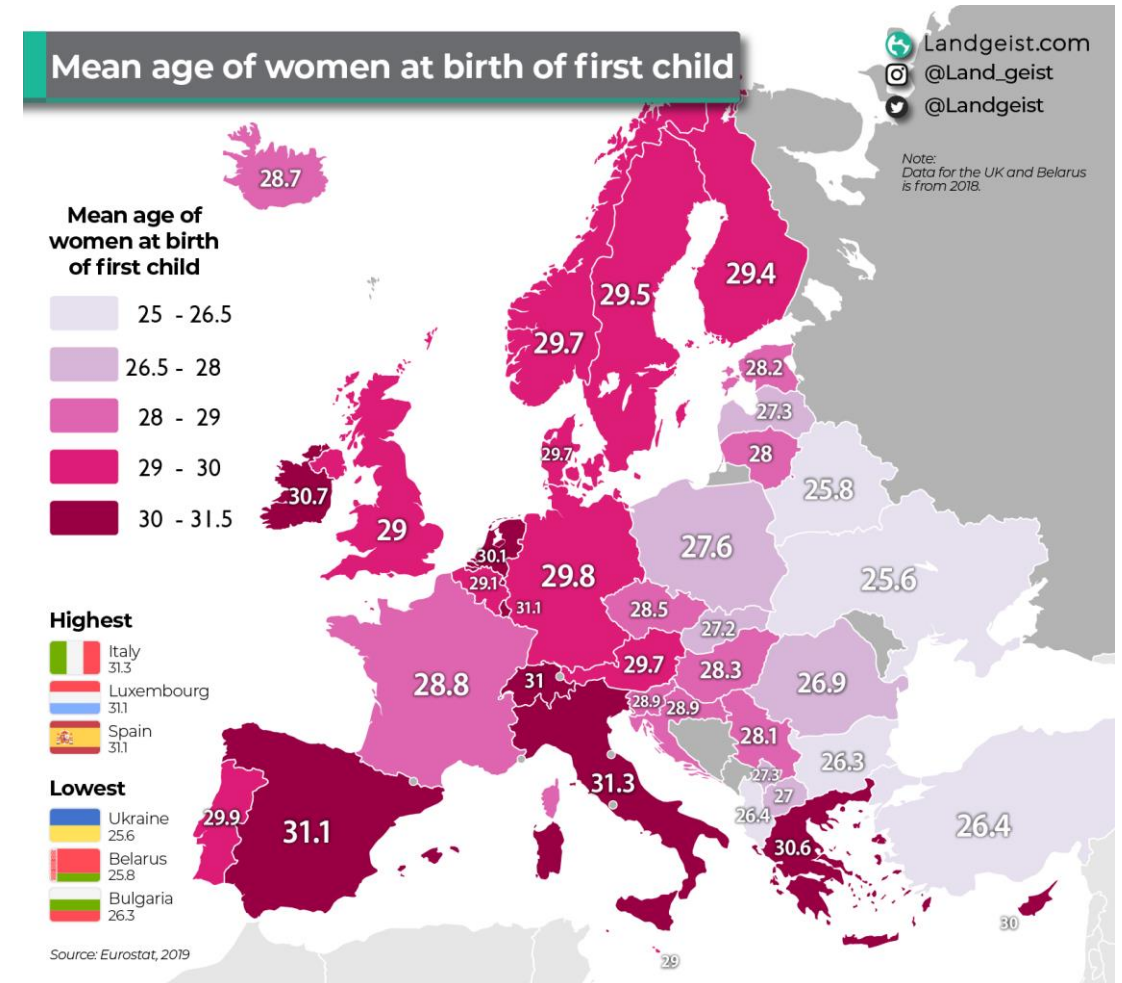 Mean age of women at birth of first child
Landgeist.com
@Land_geist
@Landgeist
Note:
Data for the UK and Belarus
is from 2018.
Mean age of
women at birth
of first child
25 - 26.5
26.5 - 28
28 - 29
29 - 30
30 - 31.5
28.7
29.4
29.5
29.7
28.2
27.3
29.7
28
30.7
25.8
29
27.6
30.1
29.8
25.6
29.1
31.1
28.5
27.2
29.7
28.3
28.8
31
26.9
28.9
28.9
28.1
26.3
31.3
27.3
27
29.9
31.1
26.4
26.4
30.6
30
29
Highest
Italy
31.3
Luxembourg
31.1
Spain
31.1
Lowest
Ukraine
25.6
Belarus
25.8
Bulgaria
26.3
Source: Eurostat, 2019